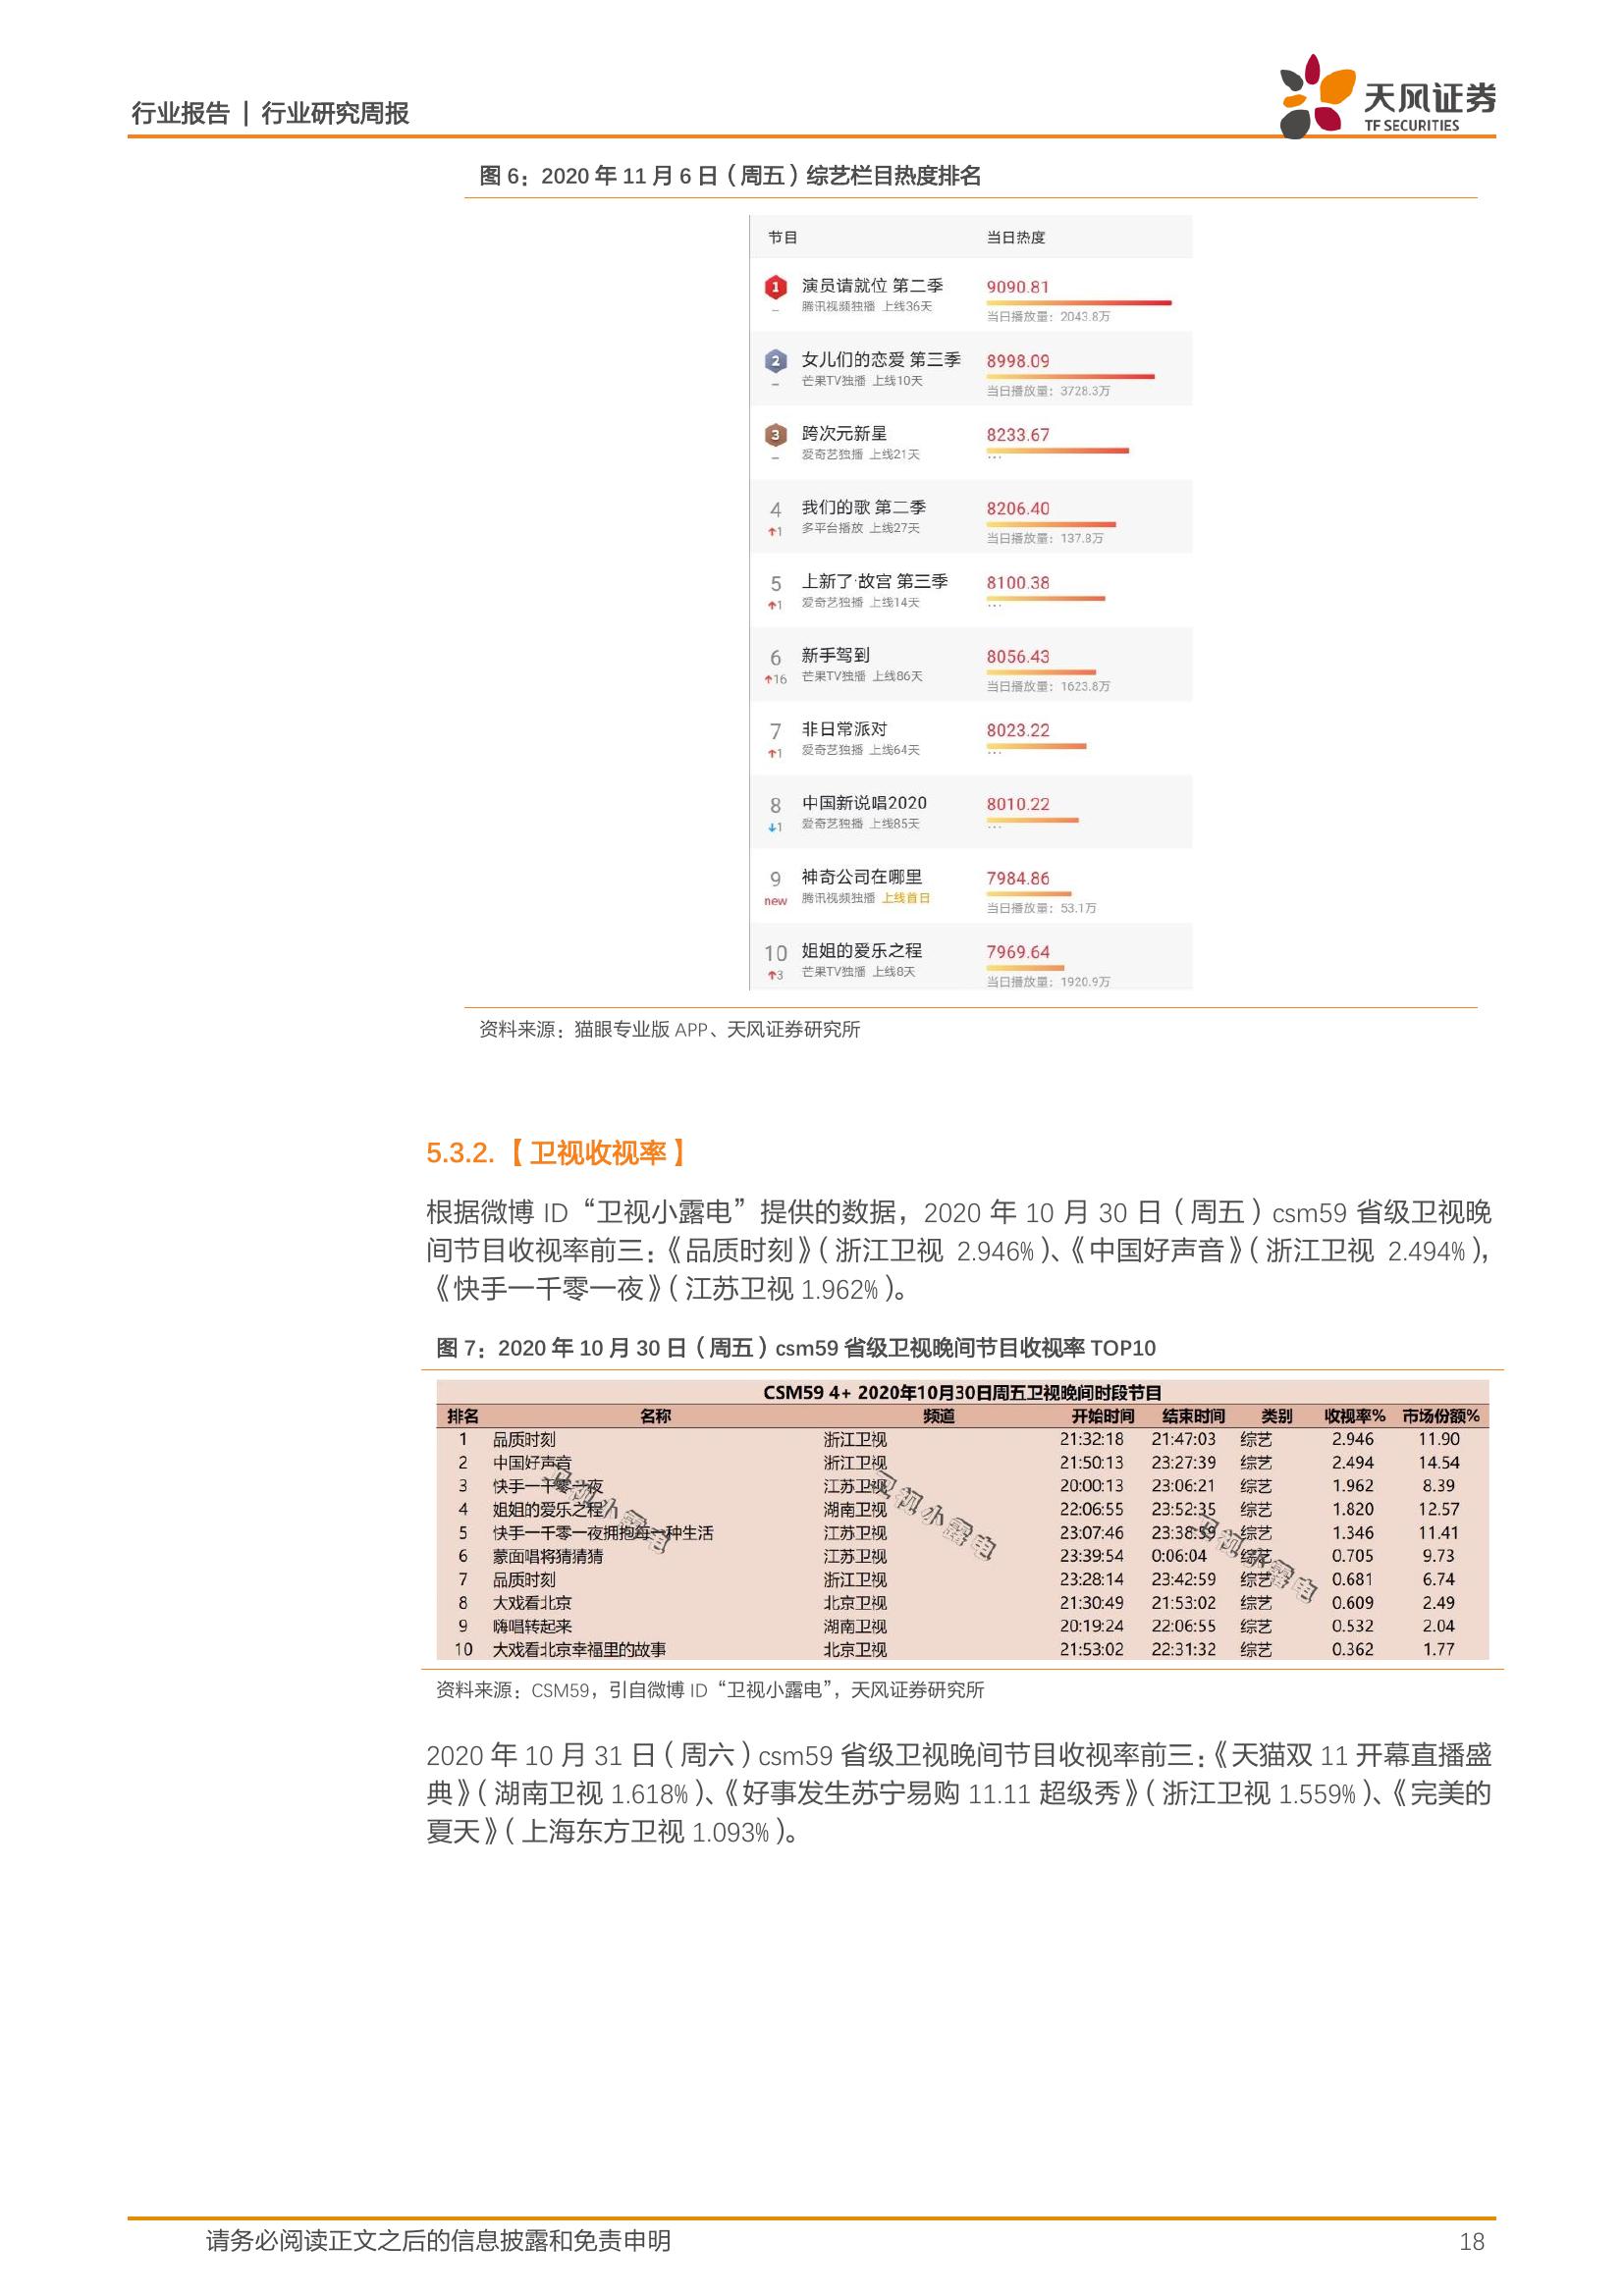 行业报告 | 行业研究周报
天风证券
TF SECURITIES
图 6：2020 年 11 月 6 日（周五）综艺栏目热度排名
节目 当日热度
1 演员请就位 第二季 9090.81
– 腾讯视频独播 上线36天 当日播放量：2043.8万
2 女儿们的恋爱 第三季 8998.09
– 芒果TV独播 上线10天 当日播放量：3728.3万
3 跨次元新星 8233.67
– 爱奇艺独播 上线21天 ...
4 我们的歌 第二季 8206.40
↑1 多平台播放 上线27天 当日播放量：137.8万
5 上新了·故宫 第三季 8100.38
↑1 爱奇艺独播 上线14天 ...
6 新手驾到 8056.43
↑16 芒果TV独播 上线86天 当日播放量：1623.8万
7 非日常派对 8023.22
↑1 爱奇艺独播 上线64天 ...
8 中国新说唱2020 8010.22
↓1 爱奇艺独播 上线85天 ...
9 神奇公司在哪里 7984.86
new 腾讯视频独播 上线首日 当日播放量：53.1万
10 姐姐的爱乐之程 7969.64
↑3 芒果TV独播 上线8天 当日播放量：1920.9万
资料来源：猫眼专业版 APP、天风证券研究所
5.3.2.【卫视收视率】
根据微博 ID“卫视小露电”提供的数据，2020 年 10 月 30 日（周五）csm59 省级卫视晚
间节目收视率前三：《品质时刻》（浙江卫视 2.946%）、《中国好声音》（浙江卫视 2.494%），
《快手一千零一夜》（江苏卫视 1.962%）。
图 7：2020 年 10 月 30 日（周五）csm59 省级卫视晚间节目收视率 TOP10
CSM59 4+ 2020年10月30日周五卫视晚间时段节目
排名 名称 频道 开始时间 结束时间 类别 收视率% 市场份额%
1 品质时刻 浙江卫视 21:32:18 21:47:03 综艺 2.946 11.90
2 中国好声音 浙江卫视 21:50:13 23:27:39 综艺 2.494 14.54
3 快手一千零一夜 江苏卫视 20:00:13 23:06:21 综艺 1.962 8.39
4 姐姐的爱乐之程 湖南卫视 22:06:55 23:52:35 综艺 1.820 12.57
5 快手一千零一夜拥抱每一种生活 江苏卫视 23:07:46 23:38:59 综艺 1.346 11.41
6 蒙面唱将猜猜猜 江苏卫视 23:39:54 0:06:04 综艺 0.705 9.73
7 品质时刻 浙江卫视 23:28:14 23:42:59 综艺 0.681 6.74
8 大戏看北京 北京卫视 21:30:49 21:53:02 综艺 0.609 2.49
9 嗨唱转起来 湖南卫视 20:19:24 22:06:55 综艺 0.532 2.04
10 大戏看北京幸福里的故事 北京卫视 21:53:02 22:31:32 综艺 0.362 1.77
卫视小露电
卫视小露电
卫视小露电
资料来源：CSM59，引自微博 ID“卫视小露电”，天风证券研究所
2020 年 10 月 31 日（周六）csm59 省级卫视晚间节目收视率前三：《天猫双 11 开幕直播盛
典》（湖南卫视 1.618%）、《好事发生苏宁易购 11.11 超级秀》（浙江卫视 1.559%）、《完美的
夏天》（上海东方卫视 1.093%）。
请务必阅读正文之后的信息披露和免责申明 18